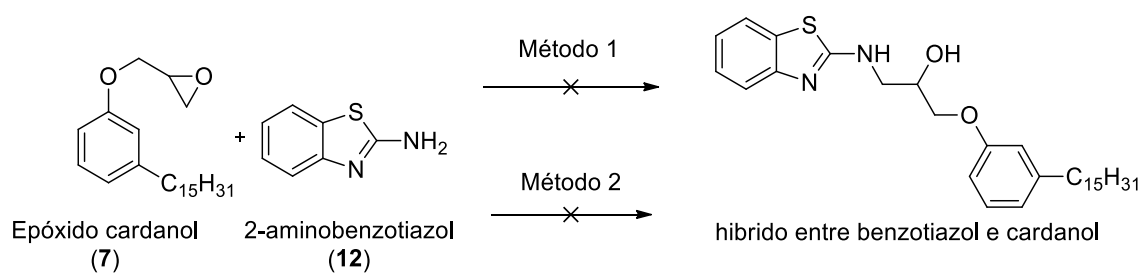 Método 1
S
NH
OH
N
O
C15H31
O
O
C15H31
+
S
NH2
N
Método 2
Epóxido cardanol
(7)
2-aminobenzotiazol
(12)
hibrido entre benzotiazol e cardanol